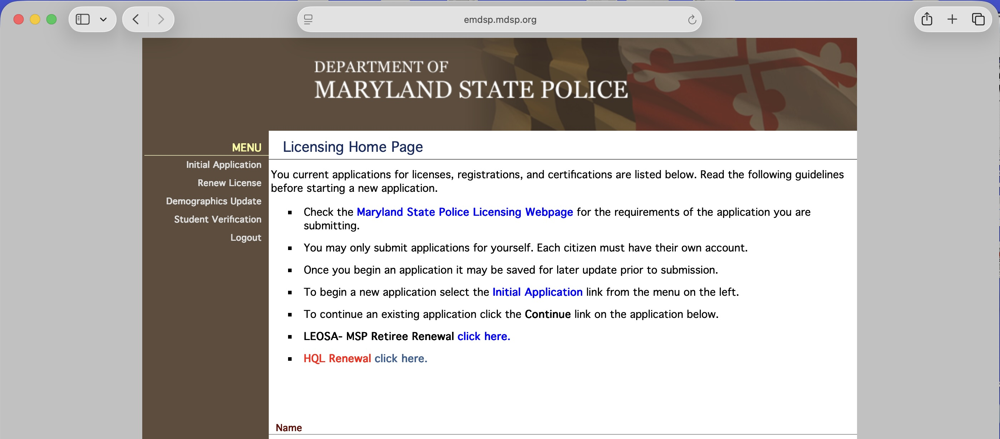 emdsp.mdsp.org
DEPARTMENT OF
MARYLAND STATE POLICE
MENU
Initial Application
Renew License
Demographics Update
Student Verification
Logout
Licensing Home Page
You current applications for licenses, registrations, and certifications are listed below. Read the following guidelines
before starting a new application.
▪ Check the Maryland State Police Licensing Webpage for the requirements of the application you are
submitting.
▪ You may only submit applications for yourself. Each citizen must have their own account.
▪ Once you begin an application it may be saved for later update prior to submission.
▪ To begin a new application select the Initial Application link from the menu on the left.
▪ To continue an existing application click the Continue link on the application below.
▪ LEOSA- MSP Retiree Renewal click here.
▪ HQL Renewal click here.
Name